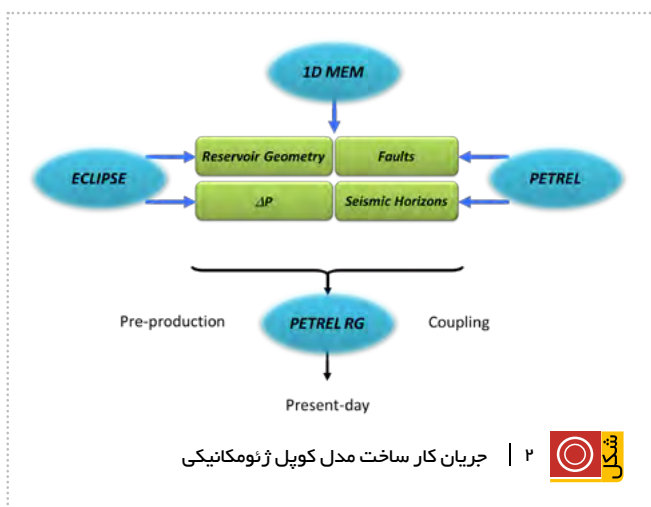 1D MEM
Reservoir Geometry
Faults
ECLIPSE
PETREL
ΔP
Seismic Horizons
Pre-production
PETREL RG
Coupling
Present-day
شکل
۲ | جریان کار ساخت مدل کوپل ژئومکانیکی